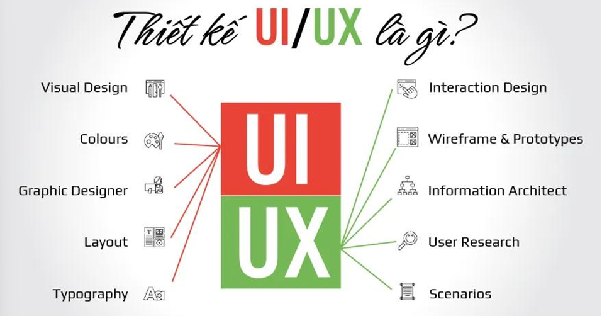 Thiết kế UI/UX là gì?
Visual Design
Colours
Graphic Designer
Layout
Typography
UI
UX
Interaction Design
Wireframe & Prototypes
Information Architect
User Research
Scenarios
Aa